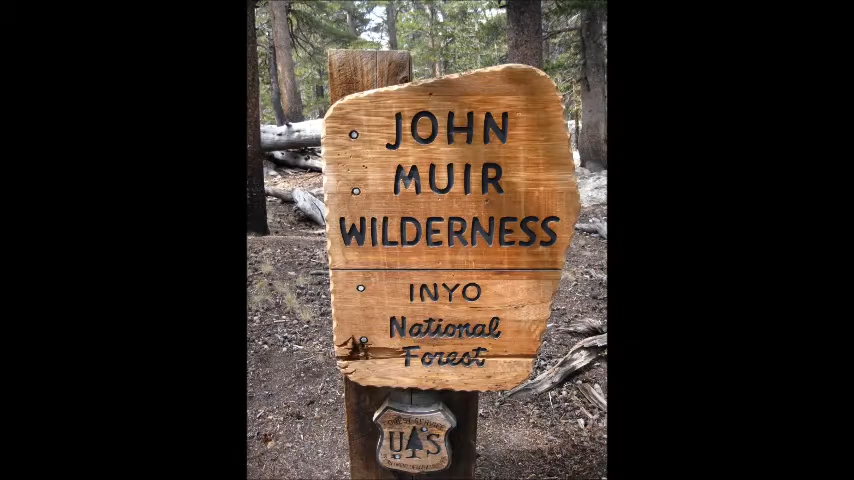 JOHN
MUIR
WILDERNESS
INYO
National
Forest
U S